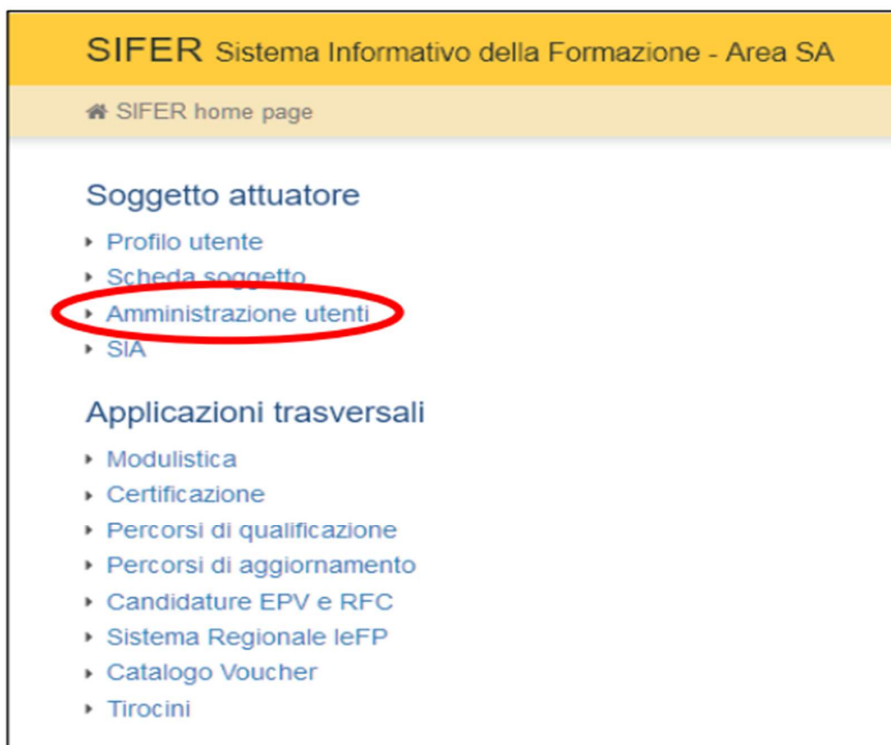 SIFER Sistema Informativo della Formazione - Area SA
SIFER home page
Soggetto attuatore
Profilo utente
Scheda soggetto
Amministrazione utenti
SIA
Applicazioni trasversali
Modulistica
Certificazione
Percorsi di qualificazione
Percorsi di aggiornamento
Candidature EPV e RFC
Sistema Regionale IeFP
Catalogo Voucher
Tirocini